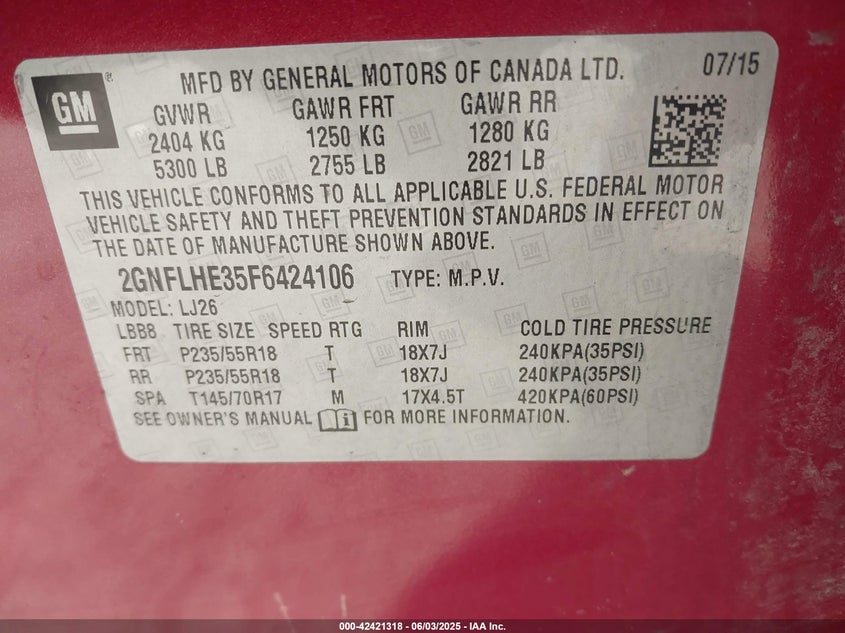 GM ® MFD BY GENERAL MOTORS OF CANADA LTD. 07/15
GVWR GAWR FRT GAWR RR
2404 KG 1250 KG 1280 KG
5300 LB 2755 LB 2821 LB
THIS VEHICLE CONFORMS TO ALL APPLICABLE U.S. FEDERAL MOTOR
VEHICLE SAFETY AND THEFT PREVENTION STANDARDS IN EFFECT ON
THE DATE OF MANUFACTURE SHOWN ABOVE.
2GNFLHE35F6424106 TYPE: M.P.V.
MODEL: LJ26
LBB8 TIRE SIZE SPEED RTG RIM COLD TIRE PRESSURE
FRT P235/55R18 T 18X7J 240KPA(35PSI)
RR P235/55R18 T 18X7J 240KPA(35PSI)
SPA T145/70R17 M 17X4.5T 420KPA(60PSI)
SEE OWNER'S MANUAL i FOR MORE INFORMATION.
000-42421318 - 06/03/2025 - IAA Inc.